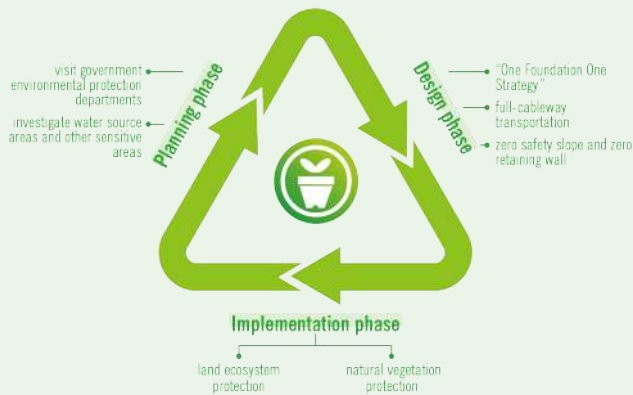 visit government
environmental protection
departments
investigate water source
areas and other sensitive
areas
Planning phase
Design phase
"One Foundation One
Strategy"
full-cableway
transportation
zero safety slope and zero
retaining wall
Implementation phase
land ecosystem
protection
natural vegetation
protection